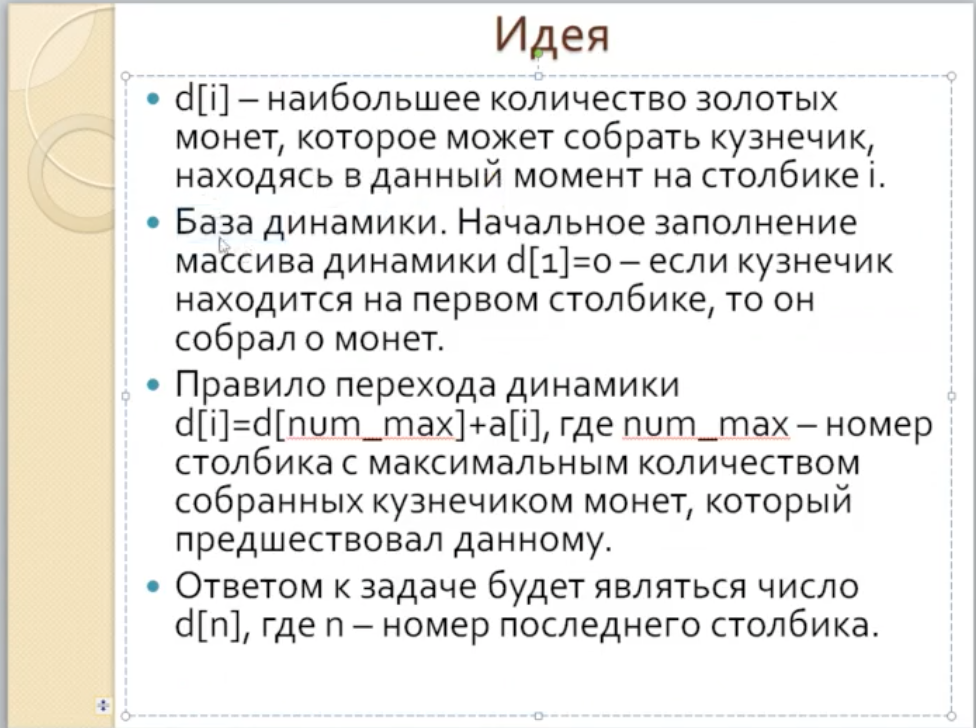 Идея
• d[i] – наибольшее количество золотых
монет, которое может собрать кузнечик,
находясь в данный момент на столбике i.
• База динамики. Начальное заполнение
массива динамики d[1]=0 – если кузнечик
находится на первом столбике, то он
собрал 0 монет.
• Правило перехода динамики
d[i]=d[num_max]+a[i], где num_max – номер
столбика с максимальным количеством
собранных кузнечиком монет, который
предшествовал данному.
• Ответом к задаче будет являться число
d[n], где n – номер последнего столбика.